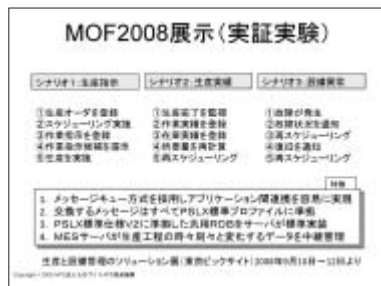 MOF2008展示(実証実験)
シナリオ1:生産指示
シナリオ2:生産実績
シナリオ3:設備異常
①生産オーダを登録
②スケジューリング実施
③作業指示を登録
④作業指示候補を提示
⑤生産を実施
①生産完了を監視
②作業実績を登録
③在庫実績を登録
④所要量を再計算
⑤再スケジューリング
①故障が発生
②故障状況を通知
③再スケジューリング
④復旧を通知
⑤再スケジューリング
特徴
1. メッセージキュー方式を採用しアプリケーション間連携を容易に実現
2. 交換するメッセージはすべてPSLX標準プロファイルに準拠
3. PSLX標準仕様V2に準拠した汎用RDBをサーバが標準実装
4. MESサーバが生産工程の時々刻々と変化するデータを中継管理
生産と設備管理のソリューション展(東京ビックサイト)2008年9月10日~12日より